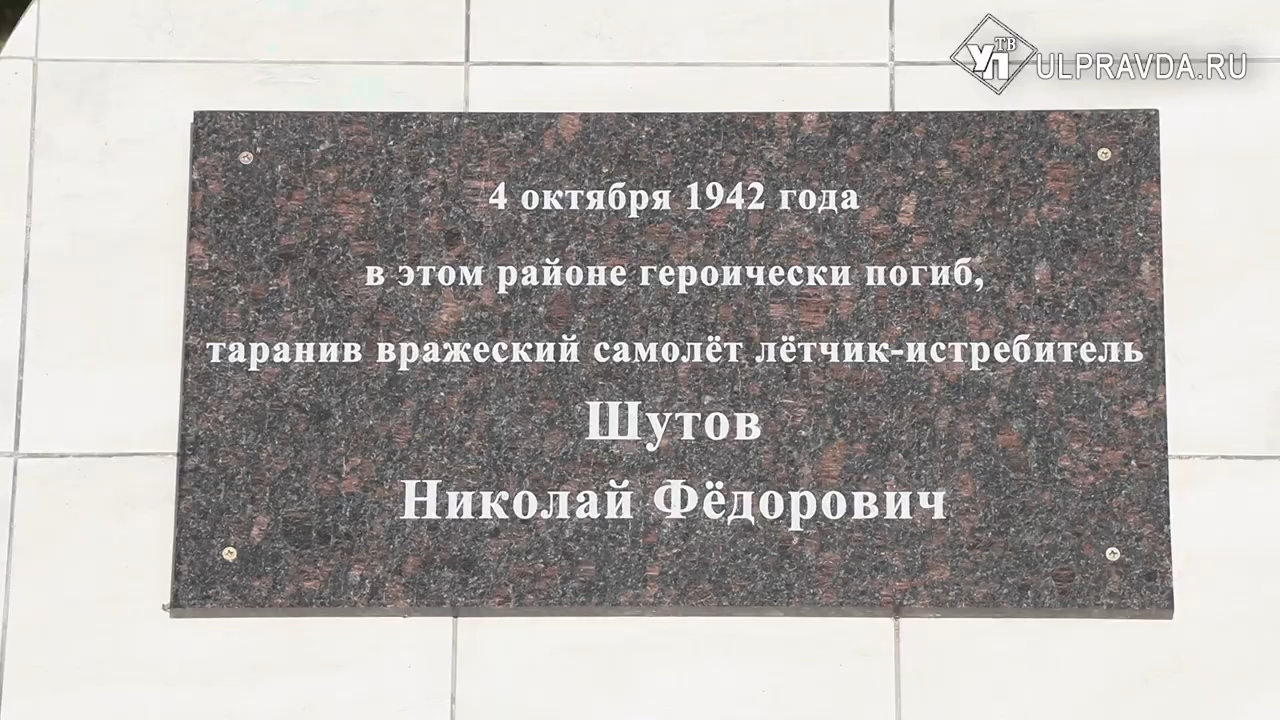 УП ТВ
ULPRAVDA.RU
4 октября 1942 года
в этом районе героически погиб,
таранив вражеский самолёт лётчик-истребитель
Шутов
Николай Фёдорович